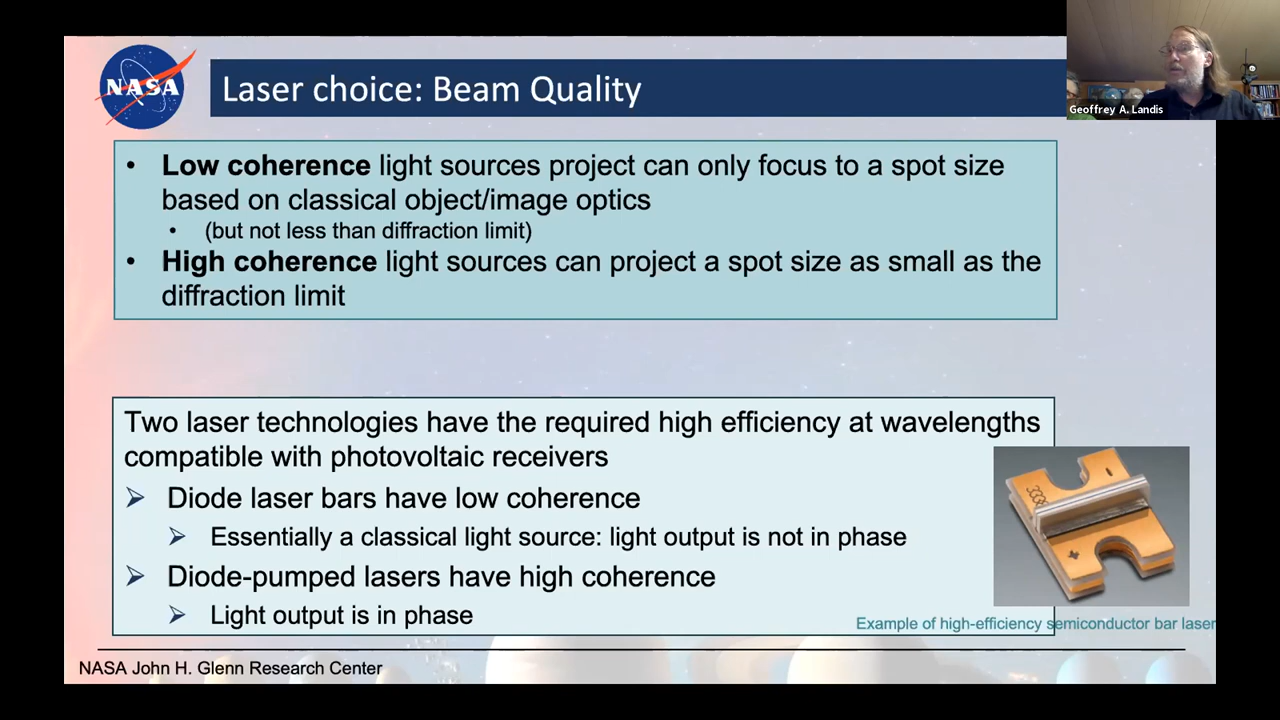 NASA
Laser choice: Beam Quality
Geoffrey A. Landis
• Low coherence light sources project can only focus to a spot size
based on classical object/image optics
• (but not less than diffraction limit)
• High coherence light sources can project a spot size as small as the
diffraction limit
Two laser technologies have the required high efficiency at wavelengths
compatible with photovoltaic receivers
➢ Diode laser bars have low coherence
➢ Essentially a classical light source: light output is not in phase
➢ Diode-pumped lasers have high coherence
➢ Light output is in phase
Example of high-efficiency semiconductor bar laser
NASA John H. Glenn Research Center